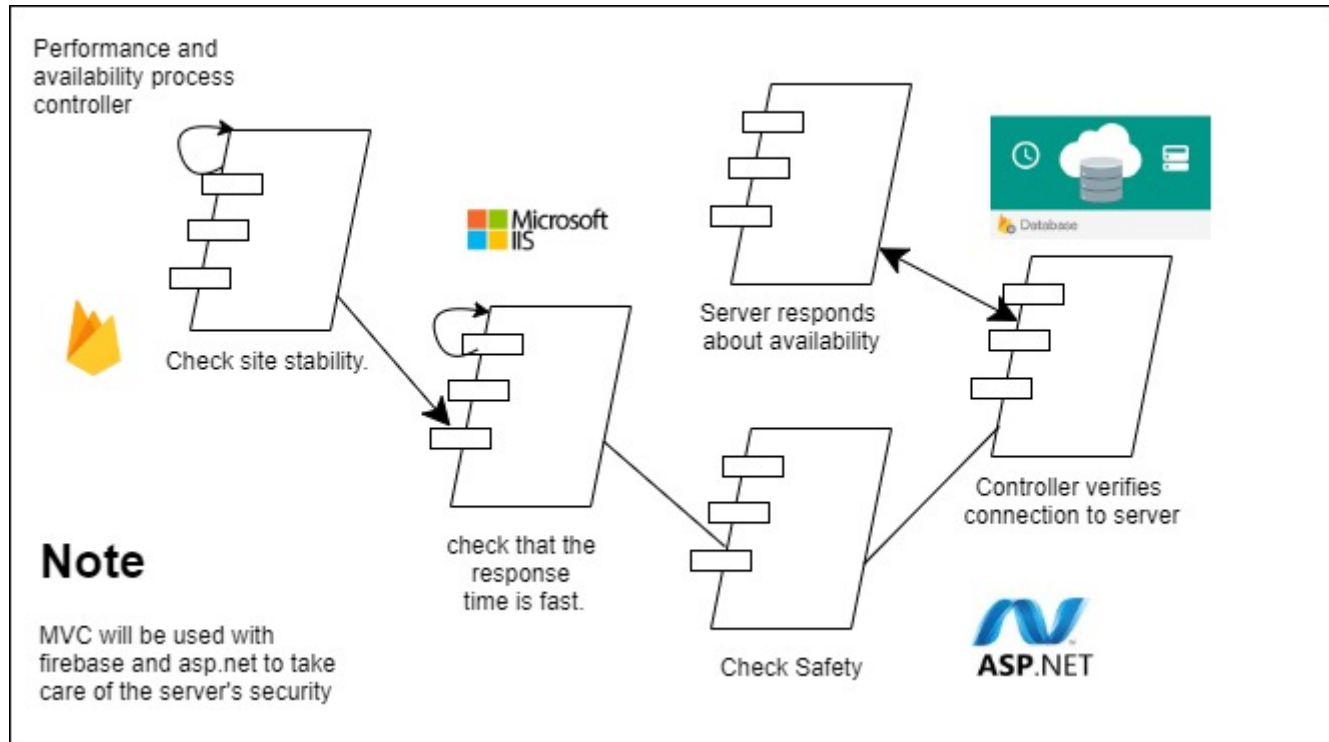 Performance and
availability process
controller
Check site stability.
Microsoft
IIS
check that the
response
time is fast.
Server responds
about availability
Database
Controller verifies
connection to server
Check Safety
ASP.NET
Note
MVC will be used with
firebase and asp.net to take
care of the server's security